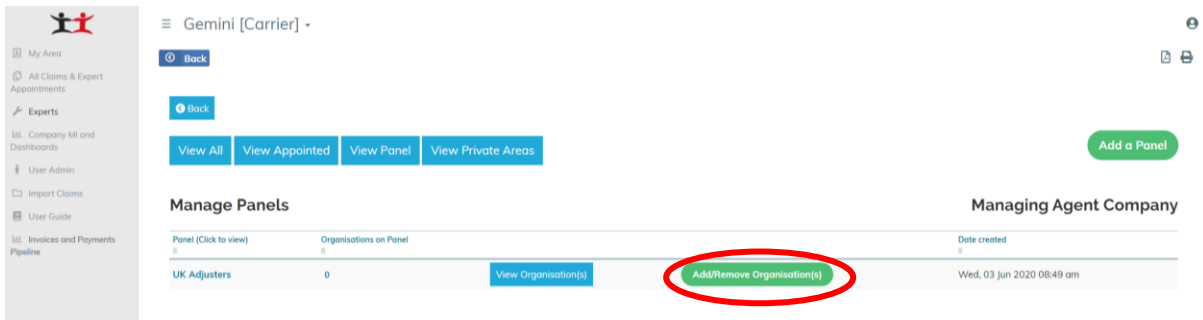 Gemini [Carrier]
Back
My Area
All Claims & Expert
Appointments
Experts
Company MI and
Dashboards
User Admin
Import Claims
User Guide
Invoices and Payments
Pipeline
Back
View All View Appointed View Panel View Private Areas
Add a Panel
Manage Panels
Managing Agent Company
Panel (Click to view) Organisations on Panel Date created
UK Adjusters 0 View Organisation(s) Add/Remove Organisation(s) Wed, 03 Jun 2020 08:49 am